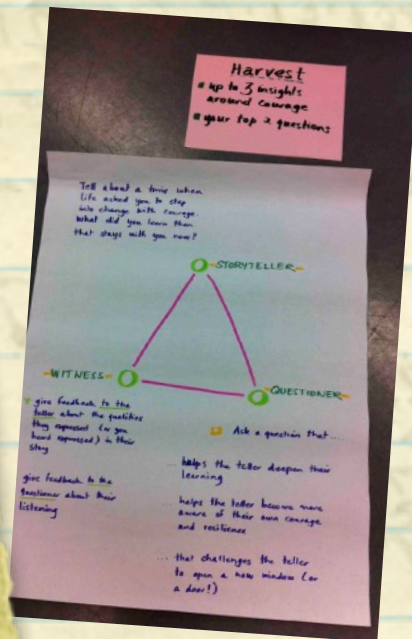 Harvest
up to 3 insights
around courage
your top 2 questions
Tell about a time when
life asked you to step
into change with courage.
What did you learn then
that stays with you now?
STORYTELLER
WITNESS
QUESTIONER
give feedback to the
teller about the qualities
they expressed (or you
heard expressed) in their
story
give feedback to the
questioner about their
listening
Ask a question that....
... helps the teller deepen their
learning
... helps the teller become more
aware of their own courage
and resilience
... that challenges the teller
to open a new window (or
a door!)